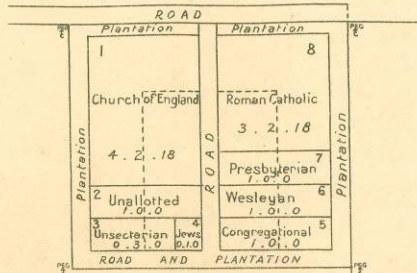 ROAD
PEG
Plantation
Plantation
PEG
1
8
Church of England
Roman Catholic
4 . 2 . 18
3 . 2 . 18
Plantation
ROAD
Plantation
7
Presbyterian
1.0.0
2
Unallotted
1.0.0
6
Wesleyan
1.0.0
3
Unsectarian
0.3.0
4
Jews
0.1.0
5
Congregational
1.0.0
PEG
ROAD AND PLANTATION
PEG